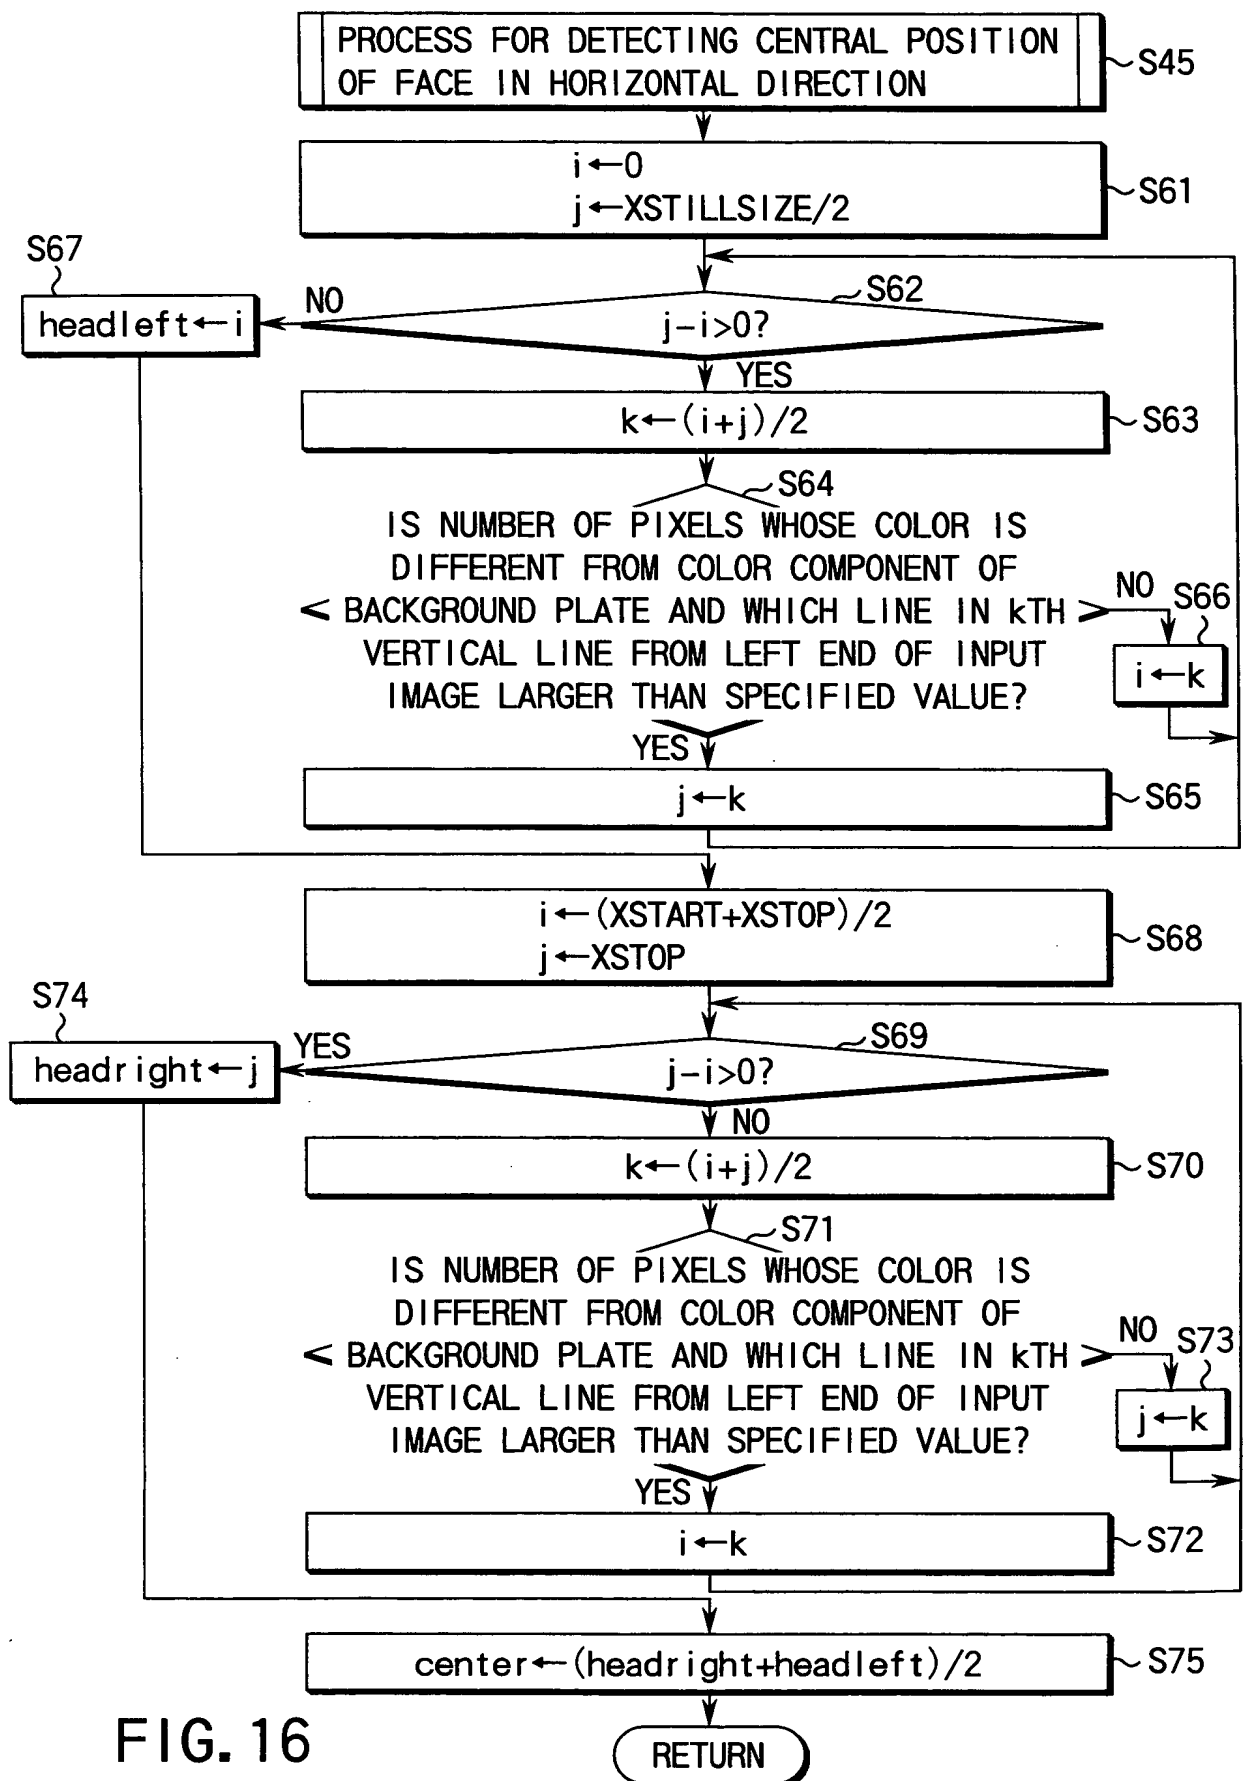 PROCESS FOR DETECTING CENTRAL POSITION
OF FACE IN HORIZONTAL DIRECTION
S45
i←0
j←XSTILLSIZE/2
S61
S67
headleft←i
NO
S62
j-i>0?
YES
k←(i+j)/2
S63
S64
IS NUMBER OF PIXELS WHOSE COLOR IS
DIFFERENT FROM COLOR COMPONENT OF
BACKGROUND PLATE AND WHICH LINE IN kTH
VERTICAL LINE FROM LEFT END OF INPUT
IMAGE LARGER THAN SPECIFIED VALUE?
NO
S66
i←k
YES
j←k
S65
i←(XSTART+XSTOP)/2
j←XSTOP
S68
S74
headright←j
YES
S69
j-i>0?
NO
k←(i+j)/2
S70
S71
IS NUMBER OF PIXELS WHOSE COLOR IS
DIFFERENT FROM COLOR COMPONENT OF
BACKGROUND PLATE AND WHICH LINE IN kTH
VERTICAL LINE FROM LEFT END OF INPUT
IMAGE LARGER THAN SPECIFIED VALUE?
NO
S73
j←k
YES
i←k
S72
center←(headright+headleft)/2
S75
FIG. 16
RETURN